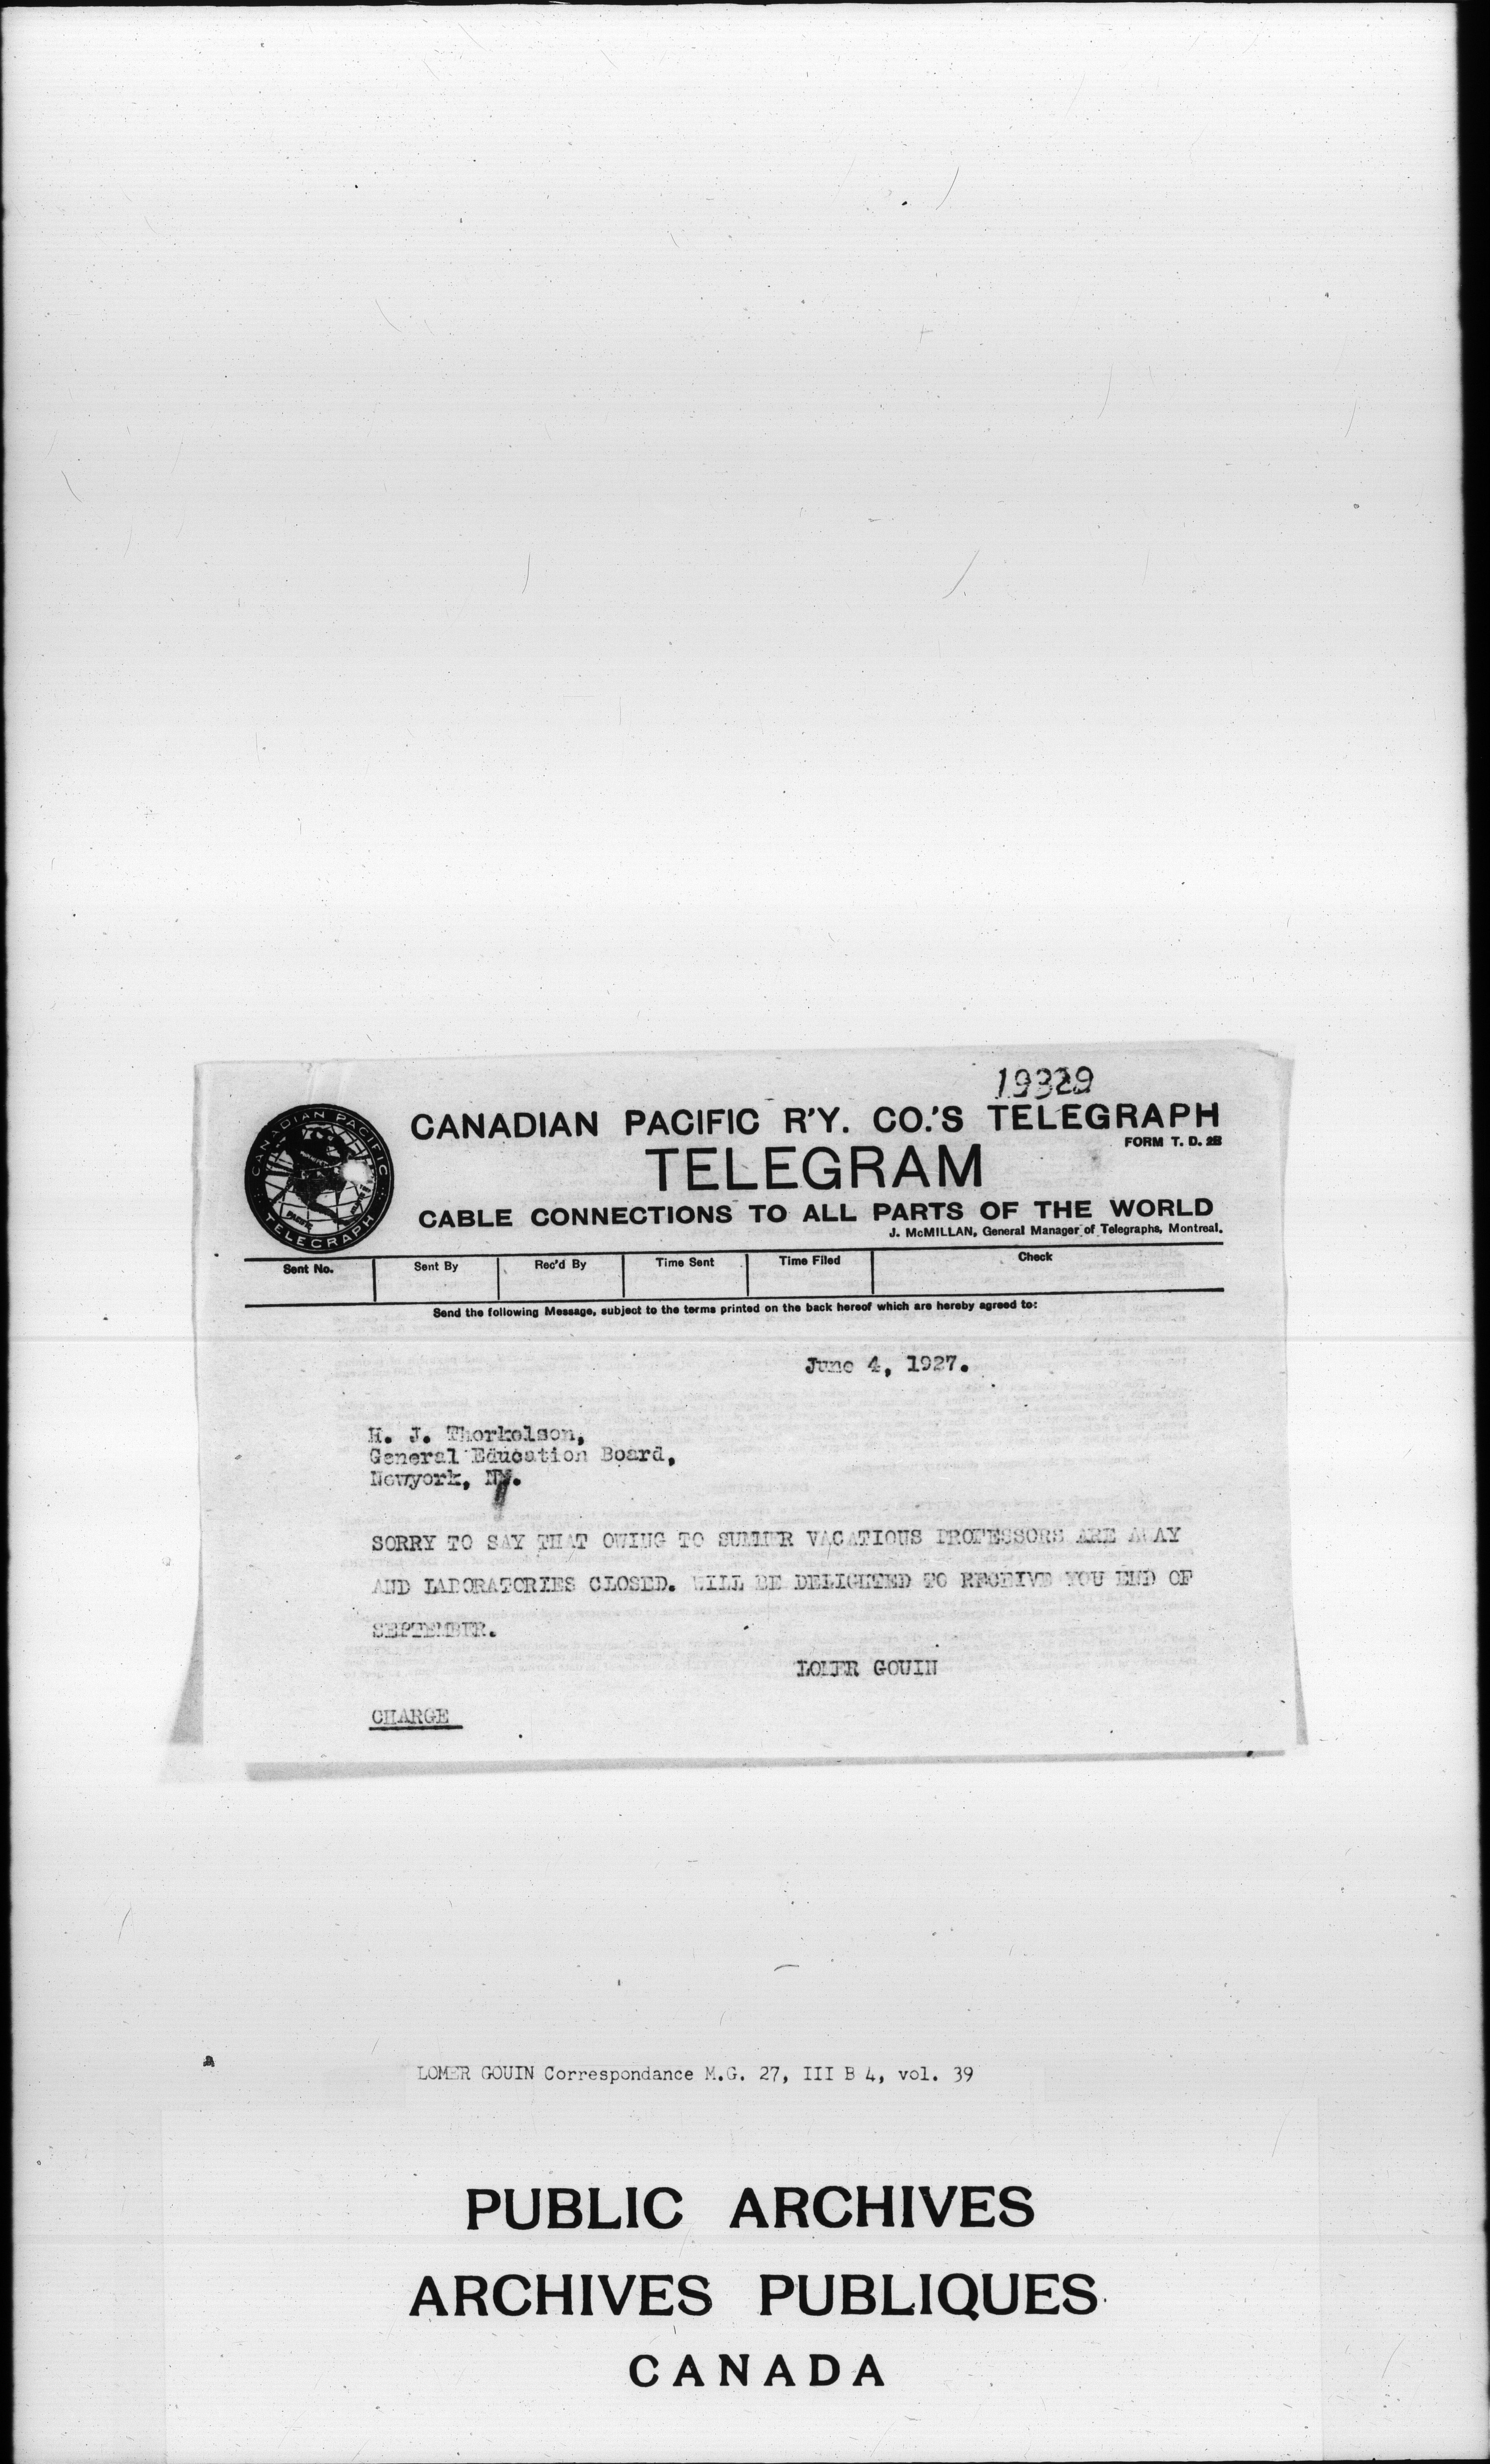 19329
CANADIAN PACIFIC R'Y. CO.'S TELEGRAPH
FORM T. D. 2B
TELEGRAM
CABLE CONNECTIONS TO ALL PARTS OF THE WORLD
J. McMILLAN, General Manager of Telegraphs, Montreal.
CANADIAN PACIFIC
PACIFIC
TELEGRAPH
Sent No. Sent By Rec'd By Time Sent Time Filed Check
Send the following Message, subject to the terms printed on the back hereof which are hereby agreed to:
June 4, 1927.
H. J. Thorkelson,
General Education Board,
Newyork, NY.
SORRY TO SAY THAT OWING TO SUMMER VACATIONS PROFESSORS ARE AWAY
AND LABORATORIES CLOSED. WILL BE DELIGHTED TO RECEIVE YOU END OF
SEPTEMBER.
LOMER GOUIN
CHARGE
LOMER GOUIN Correspondance M.G. 27, III B 4, vol. 39
PUBLIC ARCHIVES
ARCHIVES PUBLIQUES
CANADA